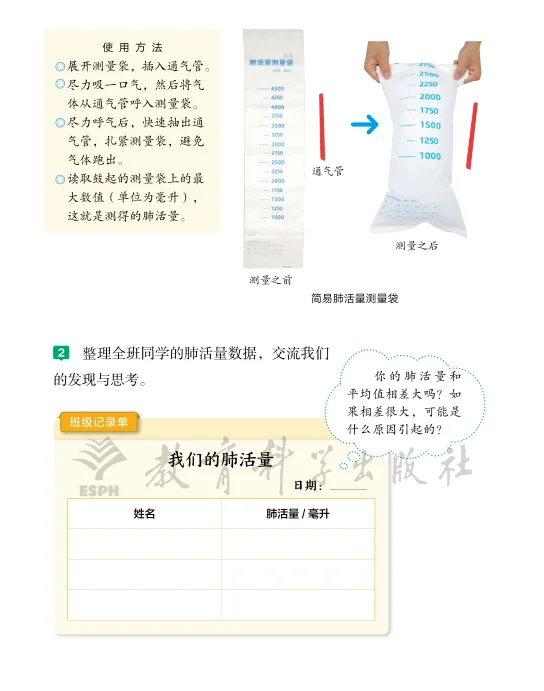 使用方法
◎展开测量袋，插入通气管。
◎尽力吸一口气，然后将气
体从通气管呼入测量袋。
◎尽力呼气后，快速抽出通
气管，扎紧测量袋，避免
气体跑出。
◎读取鼓起的测量袋上的最
大数值（单位为毫升），
这就是测得的肺活量。
肺活量测量袋
4500
4250
4000
3750
3500
3250
3000
2750
2500
2250
2000
1750
1500
1250
1000
通气管
2750
2500
2250
2000
1750
1500
1250
1000
测量之前
测量之后
简易肺活量测量袋
2 整理全班同学的肺活量数据，交流我们
的发现与思考。
你的肺活量和
平均值相差大吗？如
果相差很大，可能是
什么原因引起的？
班级记录单
ESPH 教育科学出版社
我们的肺活量
日期：
姓名 肺活量 / 毫升